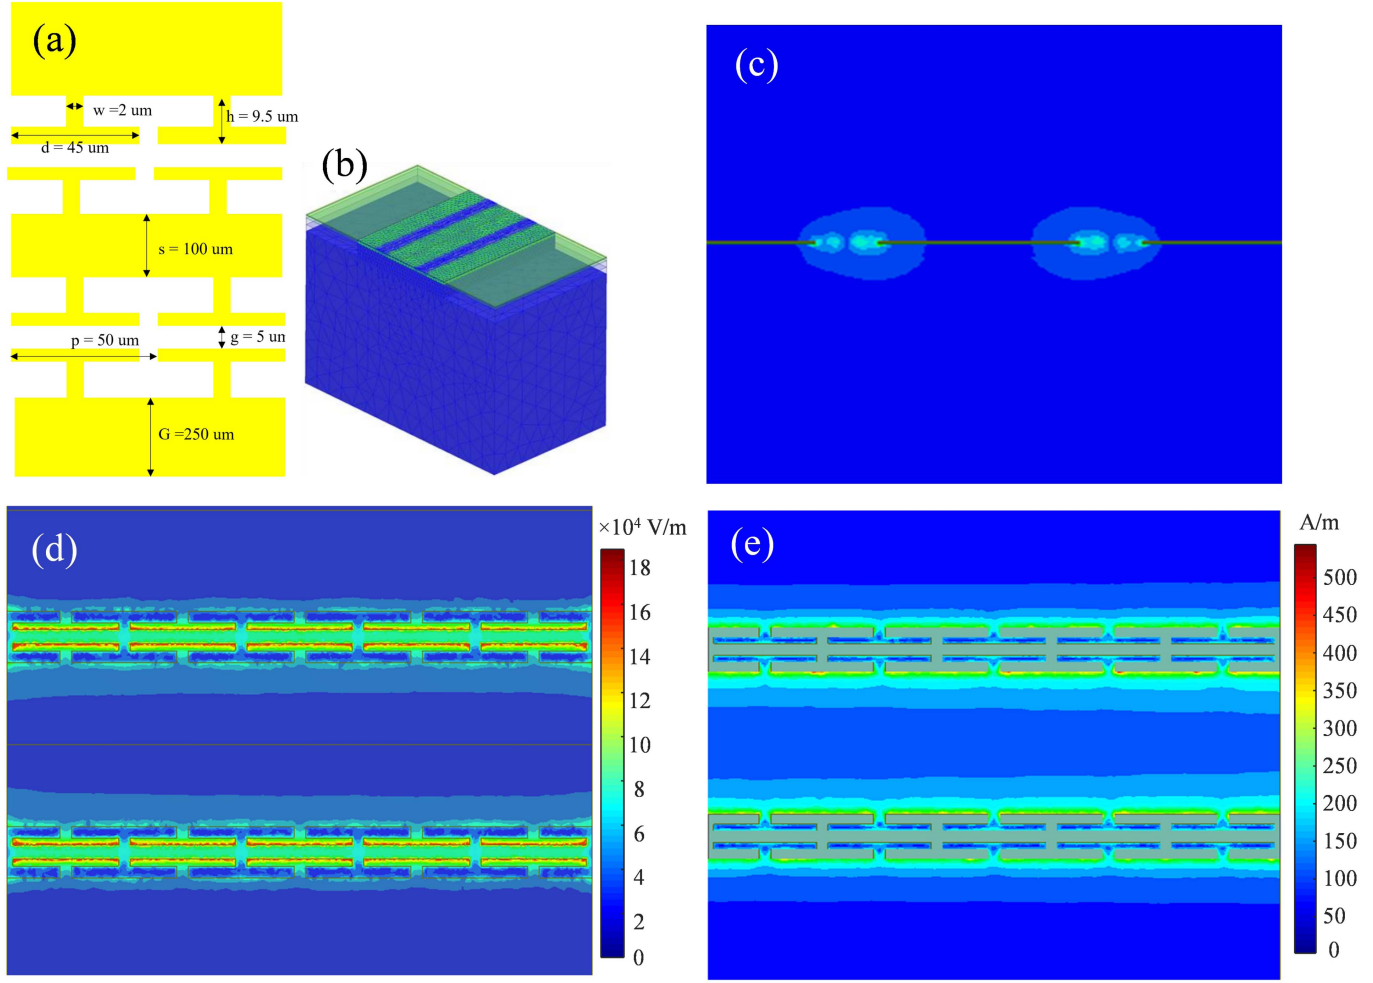 (a)
w =2 um
h = 9.5 um
d = 45 um
s = 100 um
p = 50 um
g = 5 un
G =250 um
(b)
(c)
(d)
×10⁴ V/m
18
16
14
12
10
8
6
4
2
0
(e)
A/m
500
450
400
350
300
250
200
150
100
50
0